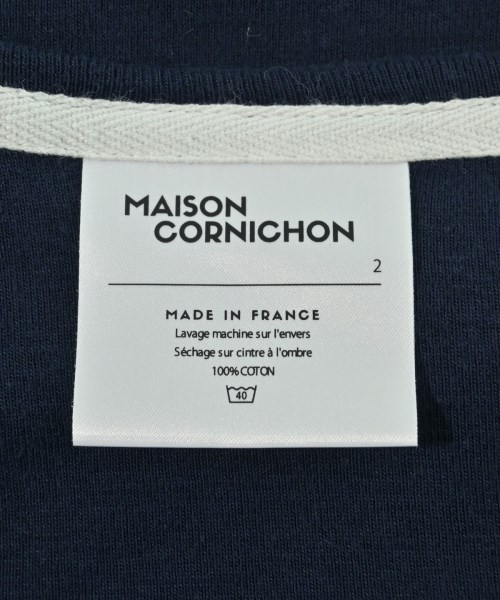 MAISON
CORNICHON
2
MADE IN FRANCE
Lavage machine sur l'envers
Séchage sur cintre à l'ombre
100% COTON
40